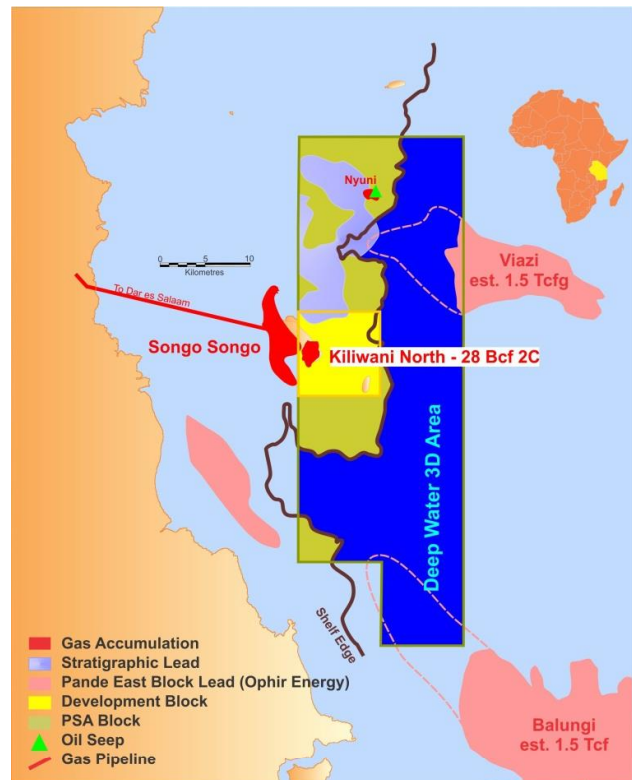 Nyuni
0 5 10
Kilometres
To Dar es Salaam
Viazi
est. 1.5 Tcfg
Songo Songo
Kiliwani North - 28 Bcf 2C
Deep Water 3D Area
Shelf Edge
Gas Accumulation
Stratigraphic Lead
Pande East Block Lead (Ophir Energy)
Development Block
PSA Block
Oil Seep
Gas Pipeline
Balungi
est. 1.5 Tcf